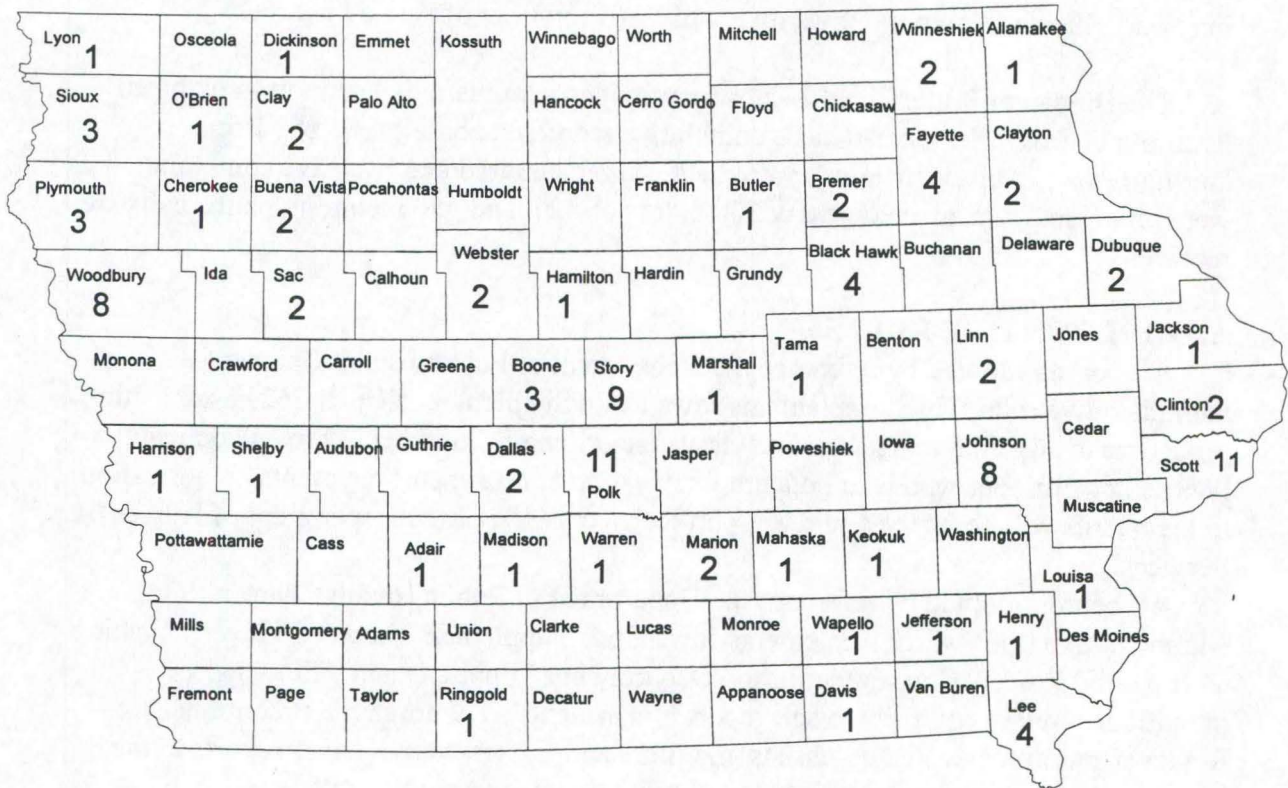 Lyon Osceola Dickinson Emmet Kossuth Winnebago Worth Mitchell Howard Winneshiek Allamakee
1 1 2 1
Sioux O'Brien Clay Palo Alto Hancock Cerro Gordo Floyd Chickasaw Fayette Clayton
3 1 2 4 2
Plymouth Cherokee Buena Vista Pocahontas Humboldt Wright Franklin Butler Bremer
3 1 2 1 2
Woodbury Ida Sac Calhoun Webster Hamilton Hardin Grundy Black Hawk Buchanan Delaware Dubuque
8 2 2 1 4 2
Monona Crawford Carroll Greene Boone Story Marshall Tama Benton Linn Jones Jackson
3 9 1 1 2 1
Clinton 2
Harrison Shelby Audubon Guthrie Dallas 11 Jasper Poweshiek Iowa Johnson Cedar Scott 11
1 1 2 Polk 8
Muscatine
Pottawattamie Cass Adair Madison Warren Marion Mahaska Keokuk Washington Louisa
1 1 1 2 1 1 1
Mills Montgomery Adams Union Clarke Lucas Monroe Wapello Jefferson Henry Des Moines
1 1
Fremont Page Taylor Ringgold Decatur Wayne Appanoose Davis Van Buren Lee
1 1 4